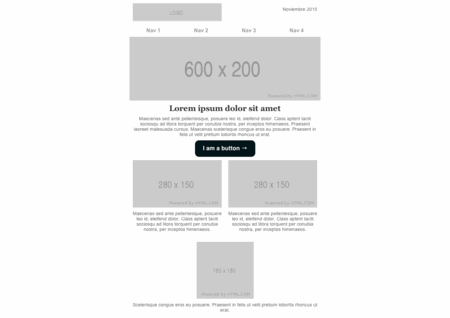 LOGO
Novembre 2015
Nav 1 Nav 2 Nav 3 Nav 4
600 x 200
Powered by HTML.COM
Lorem ipsum dolor sit amet
Maecenas sed ante pellentesque, posuere leo id, eleifend dolor. Class aptent taciti
sociosqu ad litora torquent per conubia nostra, per inceptos himenaeos. Praesent
laoreet malesuada cursus. Maecenas scelerisque congue eros eu posuere. Praesent in
felis ut velit pretium lobortis rhoncus ut
erat.
I am a button →
280 x 150
Powered by HTML.COM
280 x 150
Powered by HTML.COM
Maecenas sed ante pellentesque, posuere
leo id, eleifend dolor. Class aptent taciti
sociosqu ad litora torquent per conubia
nostra, per inceptos himenaeos.
Maecenas sed ante pellentesque, posuere
leo id, eleifend dolor. Class aptent taciti
sociosqu ad litora torquent per conubia
nostra, per inceptos himenaeos.
180 x 180
Powered by HTML.COM
Scelerisque congue eros eu posuere. Praesent in felis ut velit pretium lobortis rhoncus ut
erat.